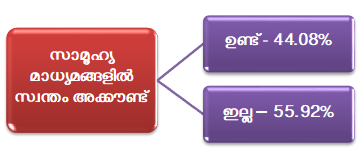 സാമൂഹ്യ
മാധ്യമങ്ങളിൽ
സ്വന്തം അക്കൗണ്ട്
ഉണ്ട് - 44.08%
ഇല്ല – 55.92%